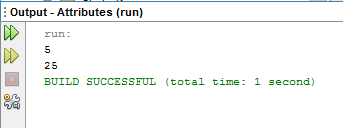 Output - Attributes (run)
run:
5
25
BUILD SUCCESSFUL (total time: 1 second)